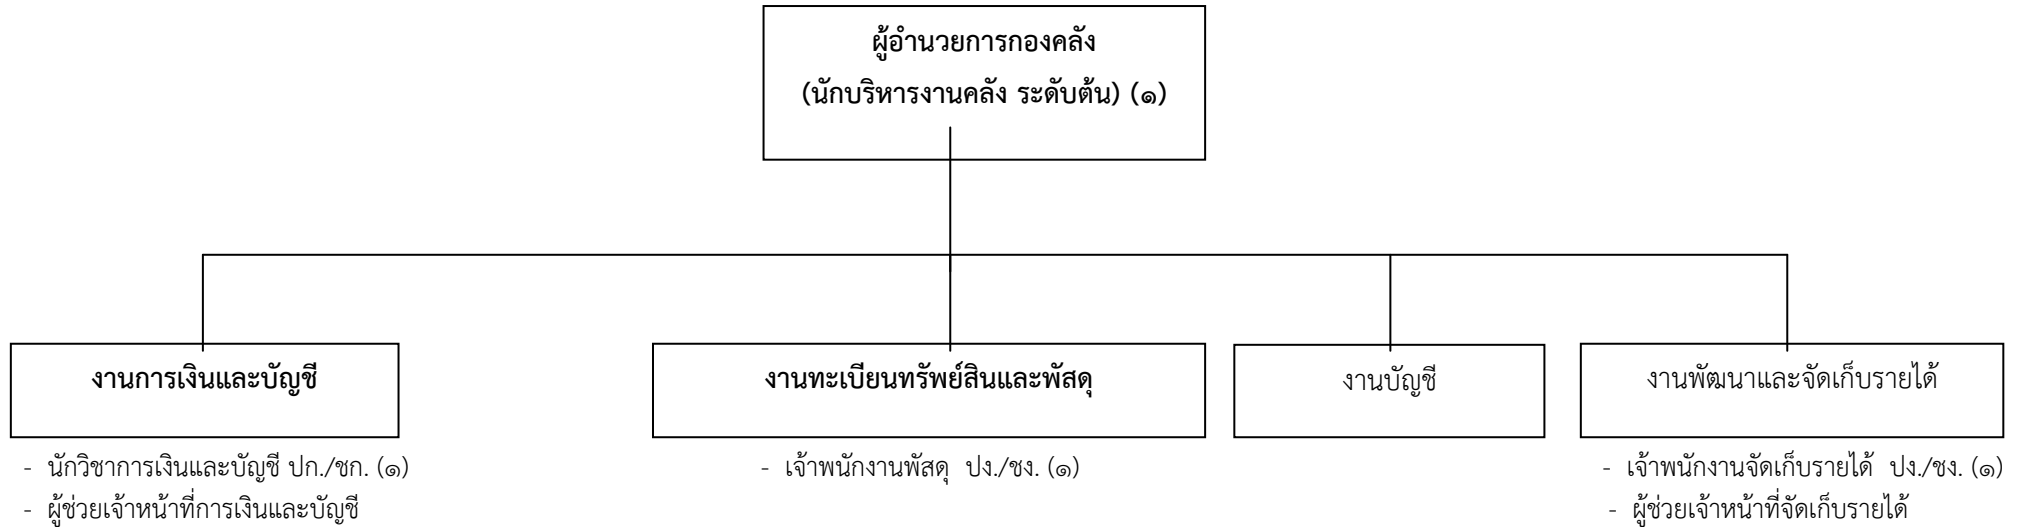 ผู้อำนวยการกองคลัง
(นักบริหารงานคลัง ระดับต้น) (๑)
งานการเงินและบัญชี
- นักวิชาการเงินและบัญชี ปก./ชก. (๑)
- ผู้ช่วยเจ้าหน้าที่การเงินและบัญชี
งานทะเบียนทรัพย์สินและพัสดุ
- เจ้าพนักงานพัสดุ ปง./ชง. (๑)
งานบัญชี
งานพัฒนาและจัดเก็บรายได้
- เจ้าพนักงานจัดเก็บรายได้ ปง./ชง. (๑)
- ผู้ช่วยเจ้าหน้าที่จัดเก็บรายได้